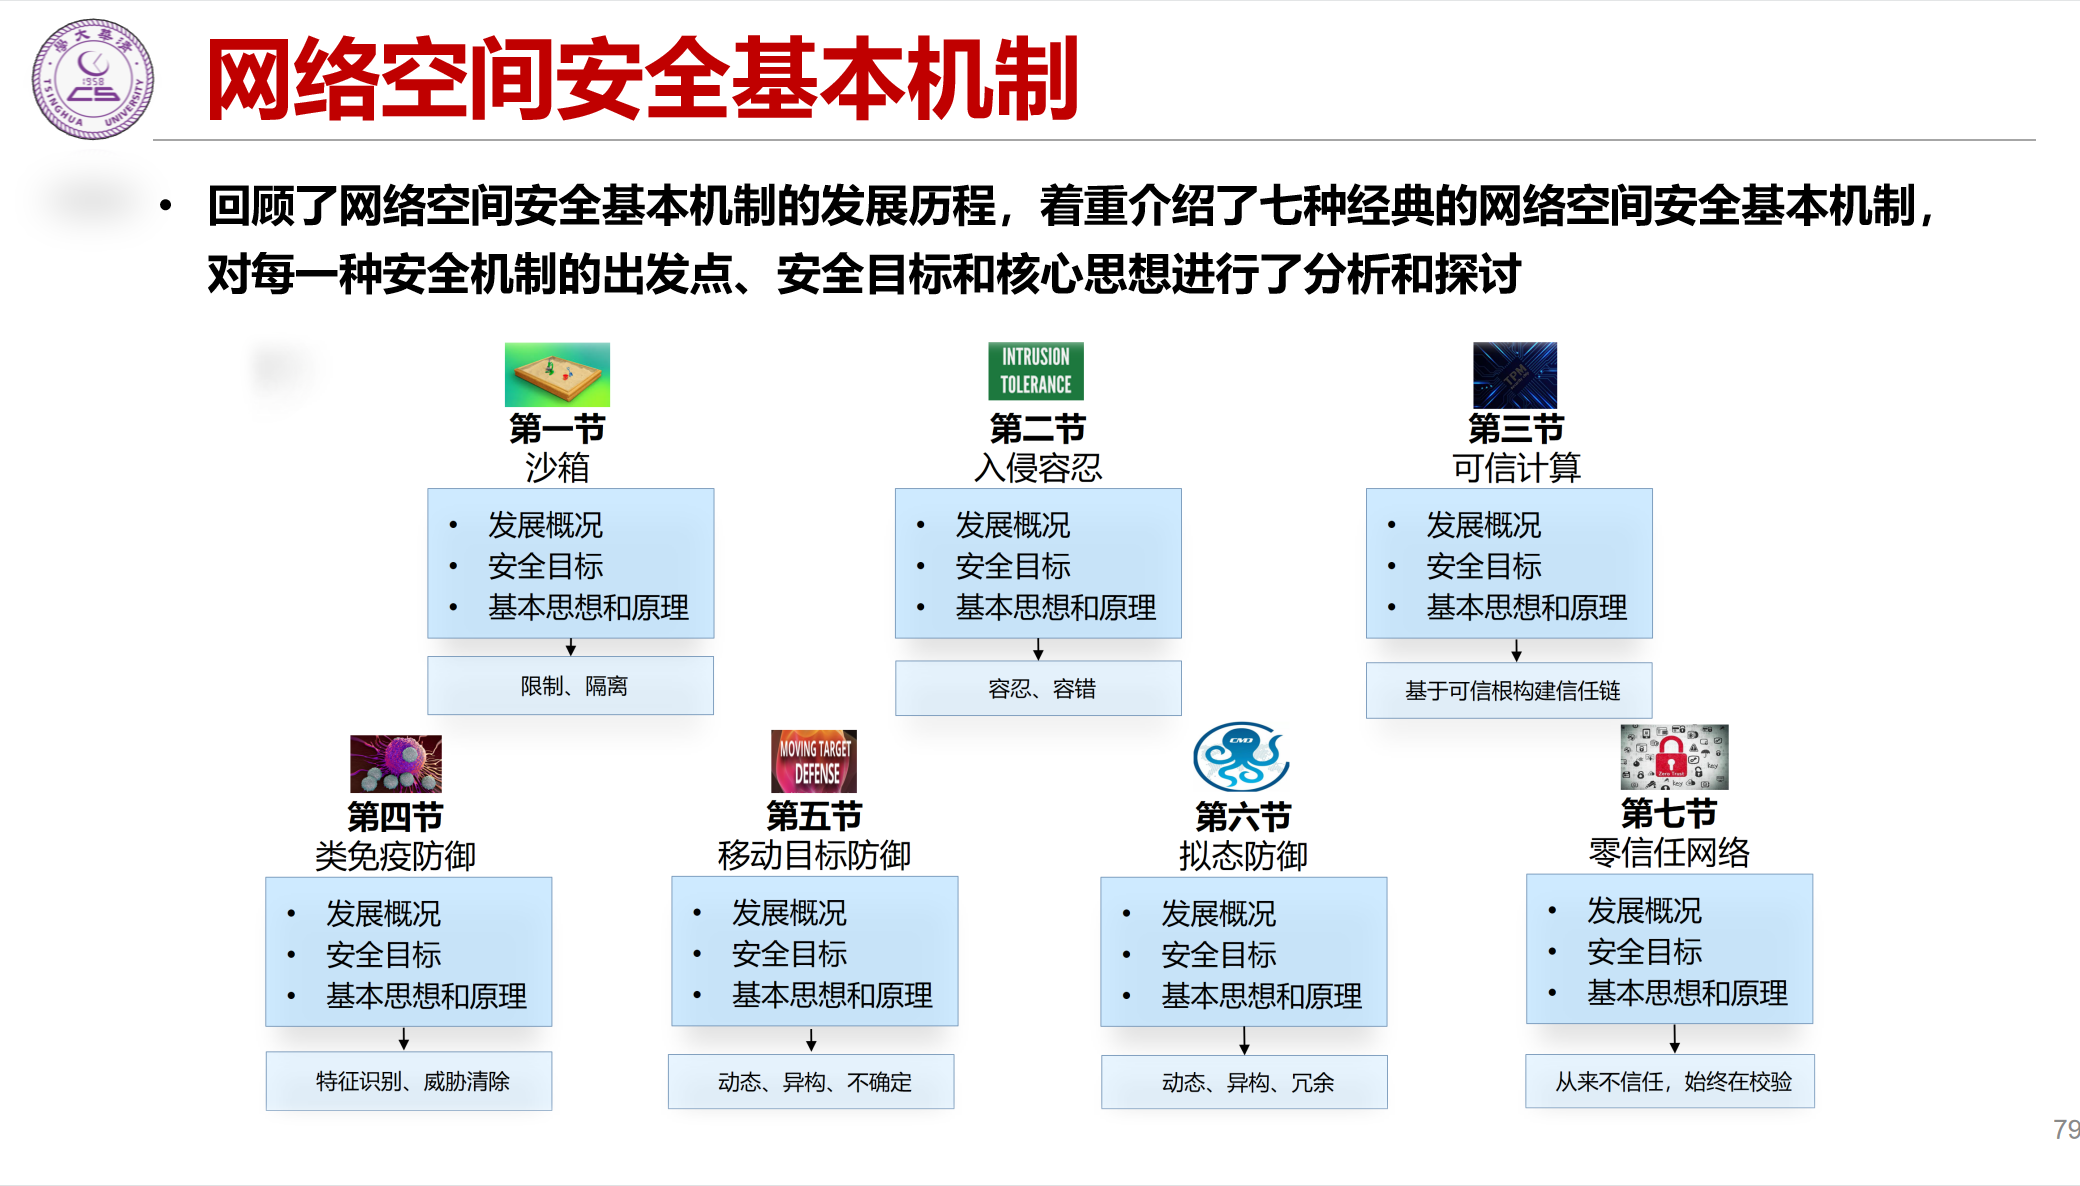 網络空间安全基本机制
• 回顾了网络空间安全基本机制的发展历程，着重介绍了七种经典的网络空间安全基本机制，
对每一种安全机制的出发点、安全目标和核心思想进行了分析和探讨
1958
CS
TSINGHUA UNIVERSITY
INTRUSION
TOLERANCE
TPM
第一节
沙箱
• 发展概况
• 安全目标
• 基本思想和原理
限制、隔离
第二节
入侵容忍
• 发展概况
• 安全目标
• 基本思想和原理
容忍、容错
第三节
可信计算
• 发展概况
• 安全目标
• 基本思想和原理
基于可信根构建信任链
第四节
类免疫防御
• 发展概况
• 安全目标
• 基本思想和原理
特征识别、威胁清除
MOVING TARGET
DEFENSE
第五节
移动目标防御
• 发展概况
• 安全目标
• 基本思想和原理
动态、异构、不确定
CMD
第六节
拟态防御
• 发展概况
• 安全目标
• 基本思想和原理
动态、异构、冗余
Zero Trust
第七节
零信任网络
• 发展概况
• 安全目标
• 基本思想和原理
从来不信任，始终在校验
79